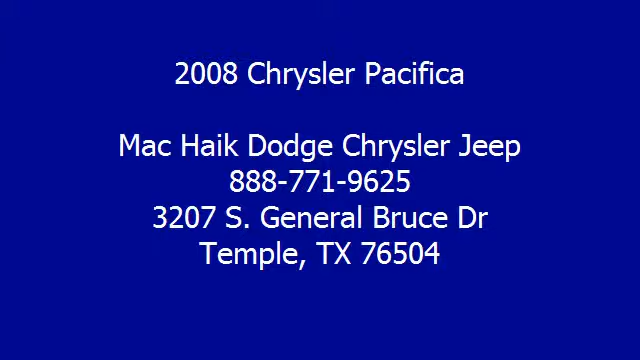 2008 Chrysler Pacifica
Mac Haik Dodge Chrysler Jeep
888-771-9625
3207 S. General Bruce Dr
Temple, TX 76504